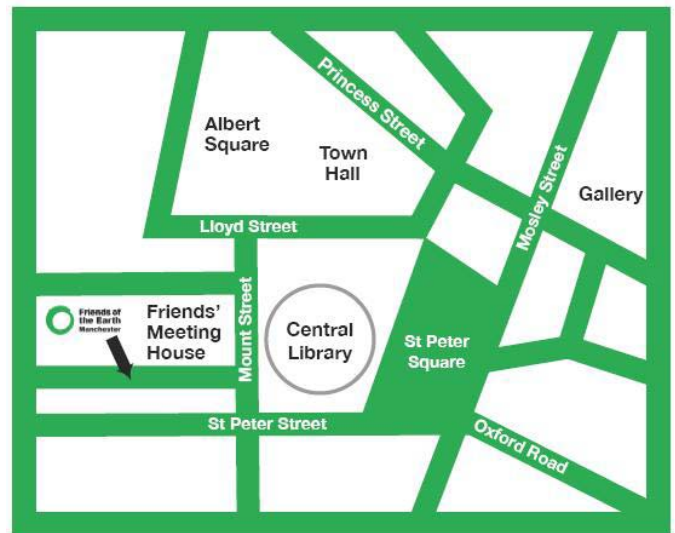 Princess Street
Albert
Square
Town
Hall
Mosley Street
Gallery
Lloyd Street
Mount Street
Friends of
the Earth
Manchester
Friends'
Meeting
House
Central
Library
St Peter
Square
St Peter Street
Oxford Road